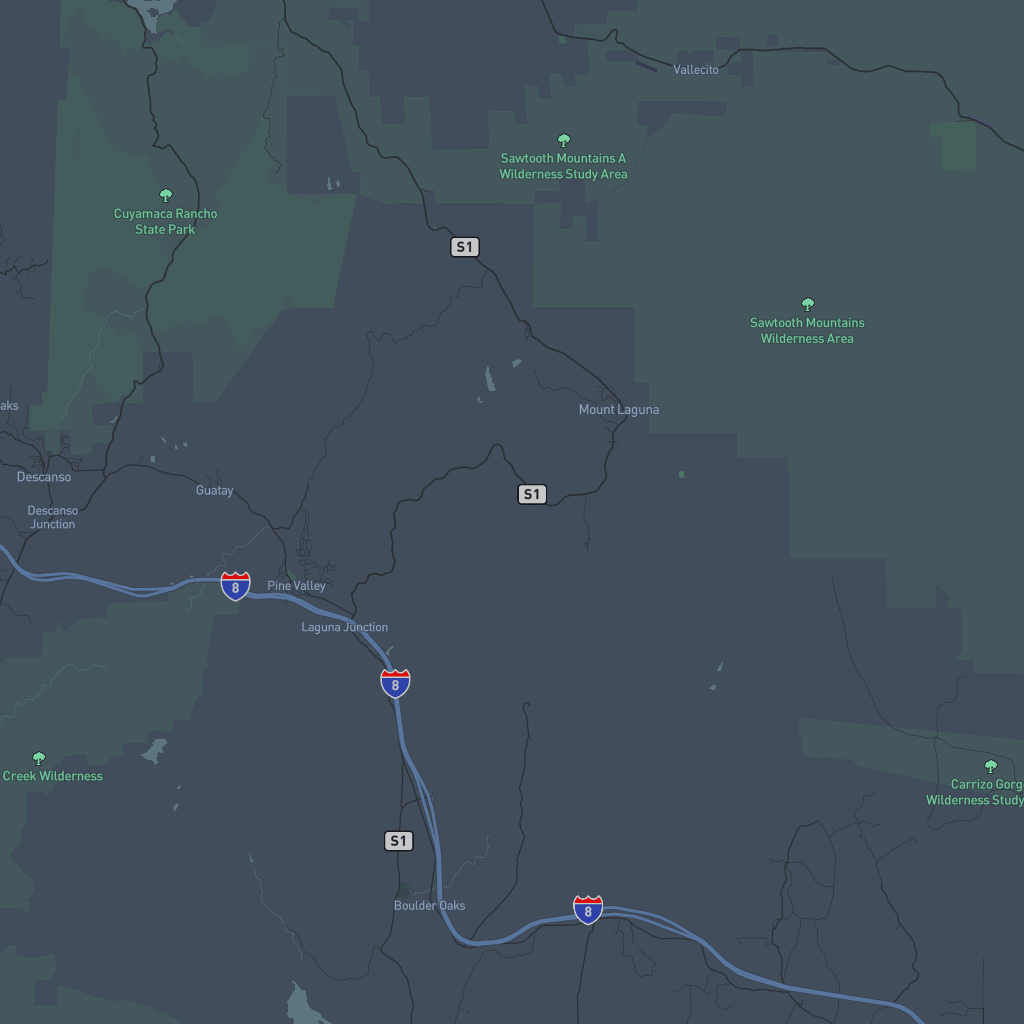 Vallecito
Sawtooth Mountains A
Wilderness Study Area
Cuyamaca Rancho
State Park
S1
Sawtooth Mountains
Wilderness Area
aks
Mount Laguna
Descanso
Guatay
S1
Descanso
Junction
8
Pine Valley
Laguna Junction
8
Creek Wilderness
Carrizo Gorg
Wilderness Study
S1
Boulder Oaks
8